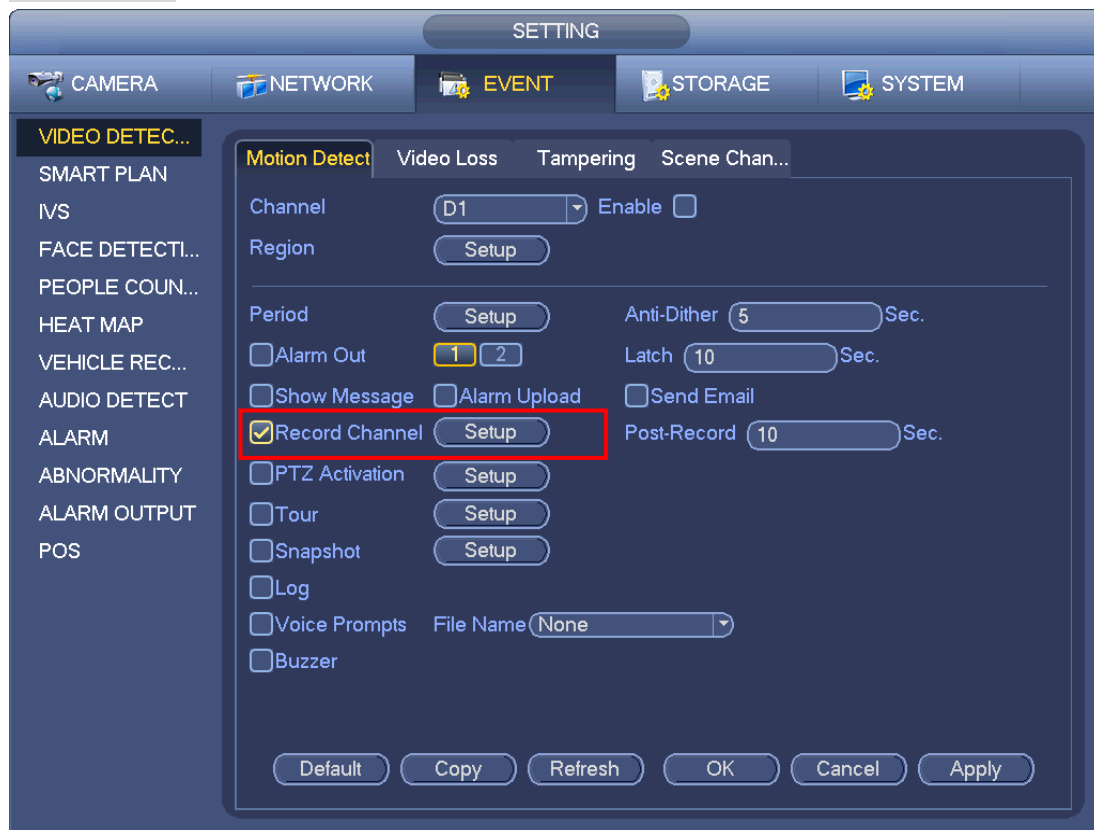 SETTING
CAMERA NETWORK EVENT STORAGE SYSTEM
VIDEO DETEC...
SMART PLAN
IVS
FACE DETECTI...
PEOPLE COUN...
HEAT MAP
VEHICLE REC...
AUDIO DETECT
ALARM
ABNORMALITY
ALARM OUTPUT
POS
Motion Detect Video Loss Tampering Scene Chan...
Channel D1 Enable
Region Setup
Period Setup Anti-Dither 5 Sec.
Alarm Out 1 2 Latch 10 Sec.
Show Message Alarm Upload Send Email
Record Channel Setup Post-Record 10 Sec.
PTZ Activation Setup
Tour Setup
Snapshot Setup
Log
Voice Prompts File Name None
Buzzer
Default Copy Refresh OK Cancel Apply